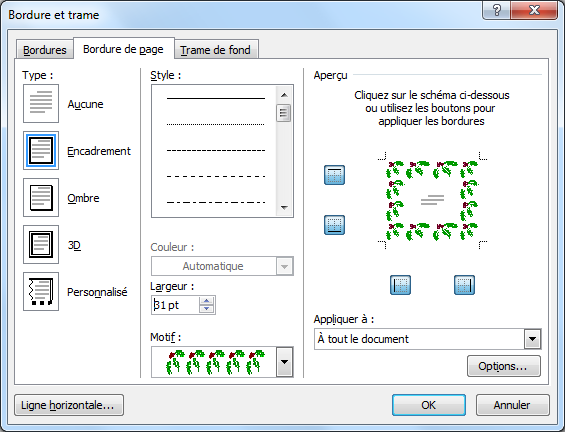 Bordure et trame
Bordures
Bordure de page
Trame de fond
Type :
Aucune
Encadrement
Ombre
3D
Personnalisé
Style :
Couleur :
Automatique
Largeur :
31 pt
Motif :
Aperçu
Cliquez sur le schéma ci-dessous
ou utilisez les boutons pour
appliquer les bordures
Appliquer à :
À tout le document
Options...
Ligne horizontale...
OK
Annuler